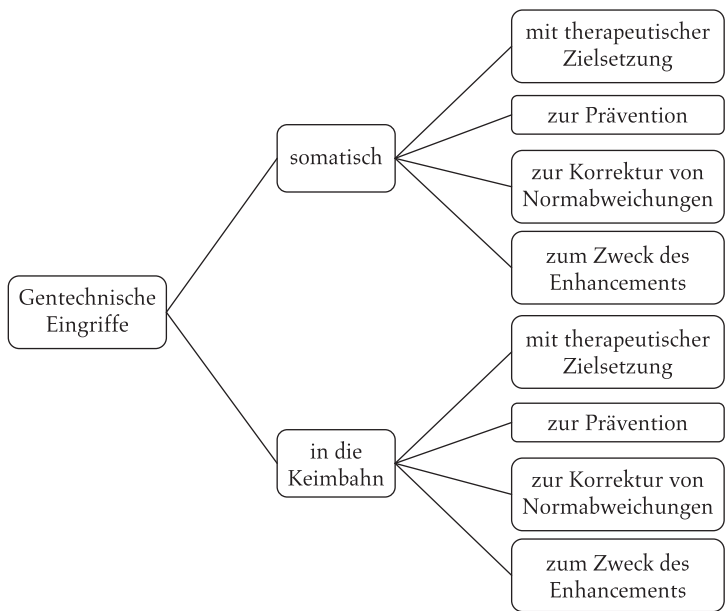 Gentechnische
Eingriffe
somatisch
mit therapeutischer
Zielsetzung
zur Prävention
zur Korrektur von
Normabweichungen
zum Zweck des
Enhancements
in die
Keimbahn
mit therapeutischer
Zielsetzung
zur Prävention
zur Korrektur von
Normabweichungen
zum Zweck des
Enhancements